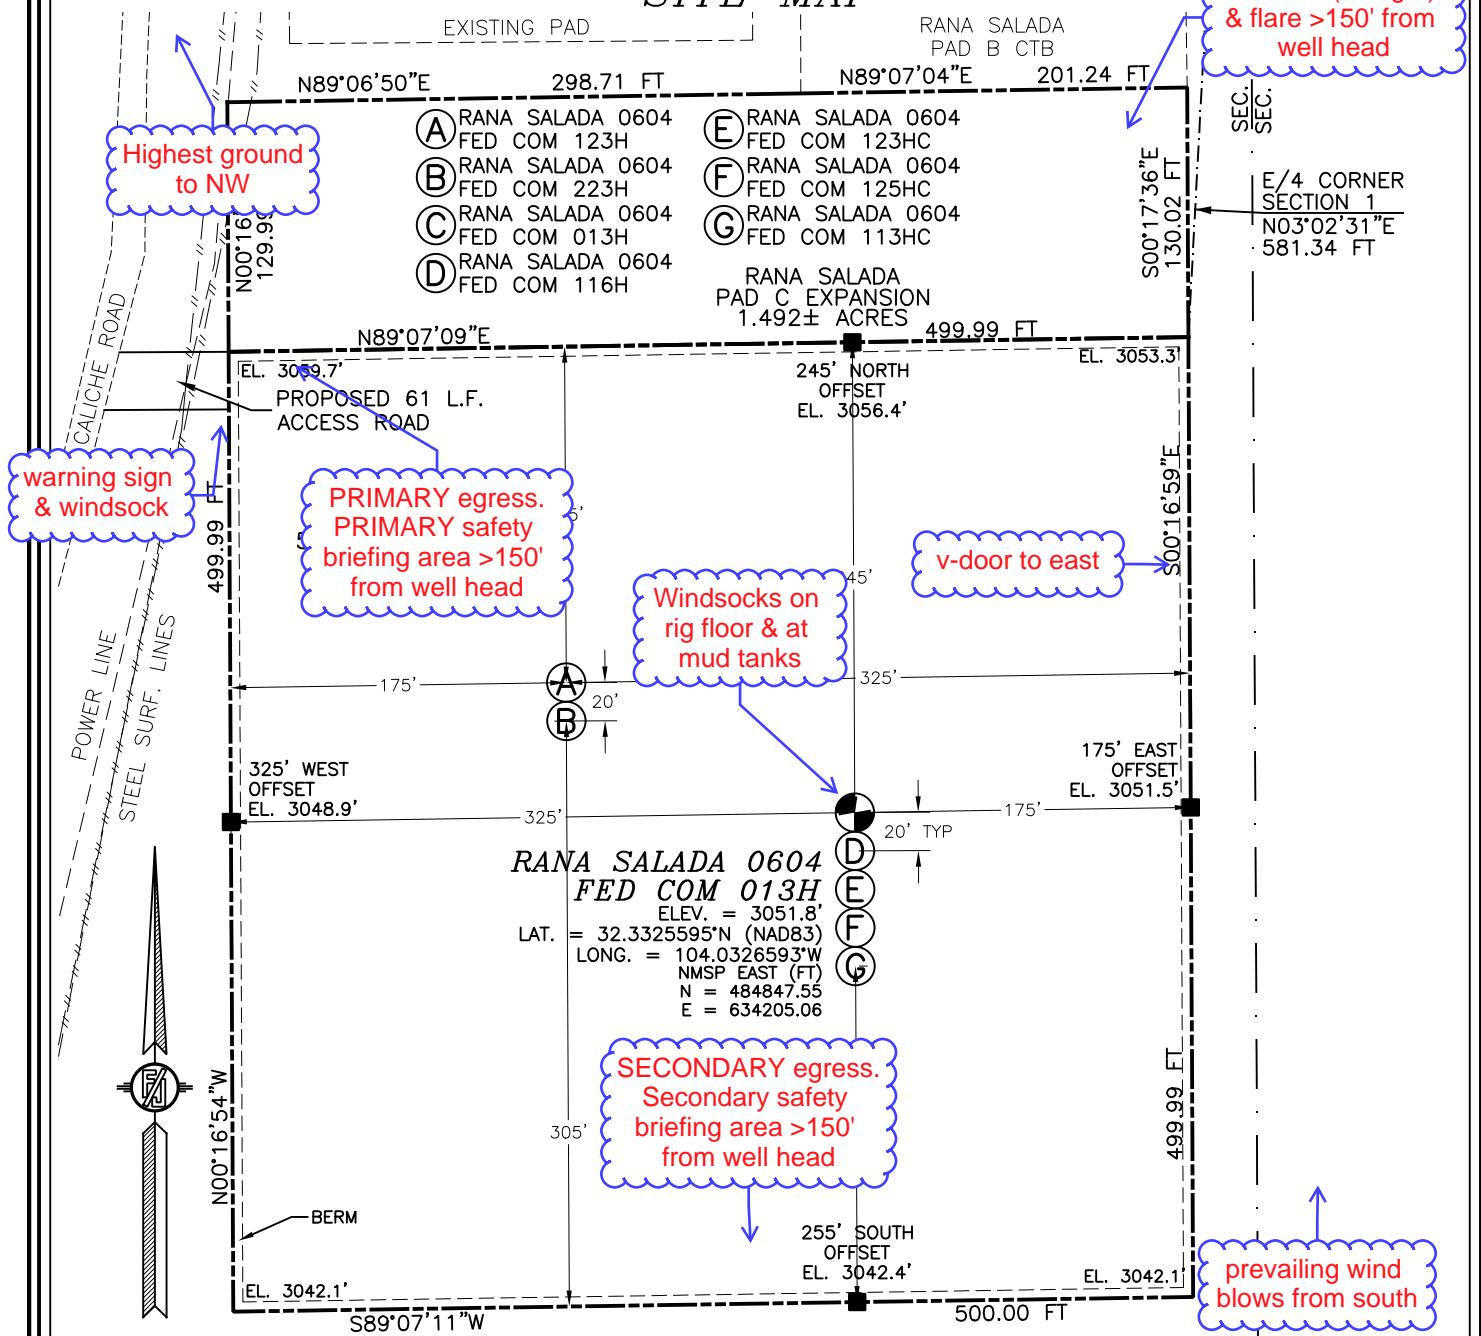 SITE MAP
EXISTING PAD
RANA SALADA
PAD B CTB
& flare >150' from
well head
N89°06'50"E
298.71 FT
N89°07'04"E
201.24 FT
Highest ground
to NW
N00°16
129.99
A RANA SALADA 0604
FED COM 123H
B RANA SALADA 0604
FED COM 223H
C RANA SALADA 0604
FED COM 013H
D RANA SALADA 0604
FED COM 116H
E RANA SALADA 0604
FED COM 123HC
F RANA SALADA 0604
FED COM 125HC
G RANA SALADA 0604
FED COM 113HC
RANA SALADA
PAD C EXPANSION
1.492± ACRES
S00°17'36"E
130.02 FT
SEC.
SEC.
E/4 CORNER
SECTION 1
N03°02'31"E
581.34 FT
N89°07'09"E
499.99 FT
CALICHE ROAD
EL. 3059.7'
PROPOSED 61 L.F.
ACCESS ROAD
245' NORTH
OFFSET
EL. 3056.4'
EL. 3053.3'
warning sign
& windsock
499.99 FT
PRIMARY egress.
PRIMARY safety
briefing area >150'
from well head
5'
v-door to east
S00°16'59"E
Windsocks on
rig floor & at
mud tanks
45'
POWER LINE
STEEL SURF. LINES
175'
A
20'
B
325'
325' WEST
OFFSET
EL. 3048.9'
175' EAST
OFFSET
EL. 3051.5'
325'
175'
20' TYP
RANA SALADA 0604
FED COM 013H
ELEV. = 3051.8'
LAT. = 32.3325595°N (NAD83)
LONG. = 104.0326593°W
NMSP EAST (FT)
N = 484847.55
E = 634205.06
D
E
F
G
SECONDARY egress.
Secondary safety
briefing area >150'
from well head
305'
N00°16'54"W
499.99 FT
BERM
255' SOUTH
OFFSET
EL. 3042.4'
EL. 3042.1'
EL. 3042.1'
prevailing wind
blows from south
S89°07'11"W
500.00 FT